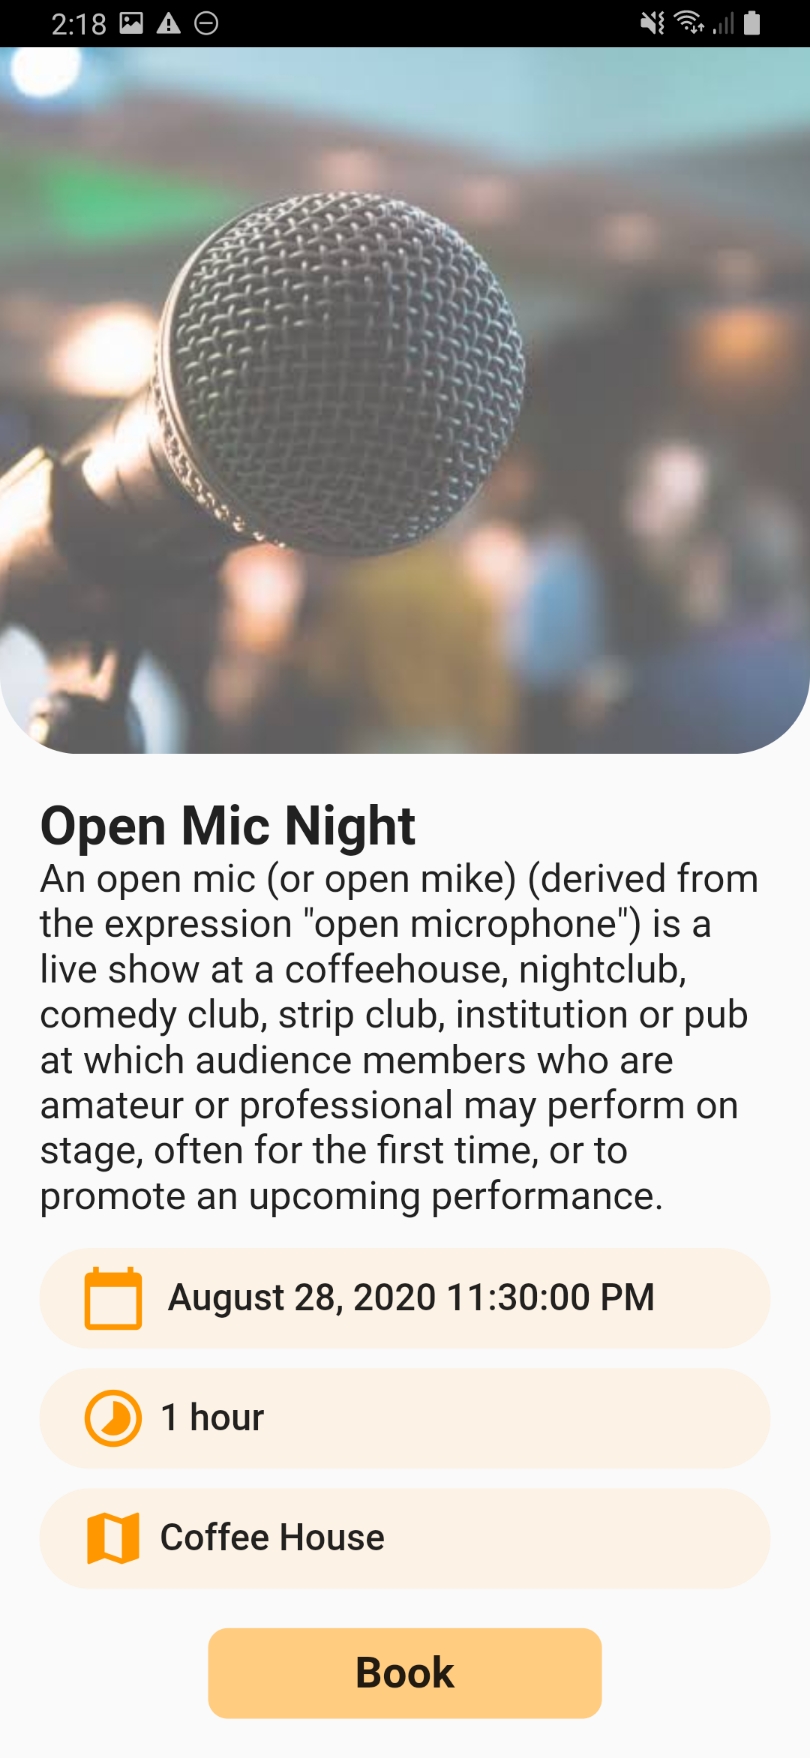 2:18
Open Mic Night
An open mic (or open mike) (derived from
the expression "open microphone") is a
live show at a coffeehouse, nightclub,
comedy club, strip club, institution or pub
at which audience members who are
amateur or professional may perform on
stage, often for the first time, or to
promote an upcoming performance.
August 28, 2020 11:30:00 PM
1 hour
Coffee House
Book